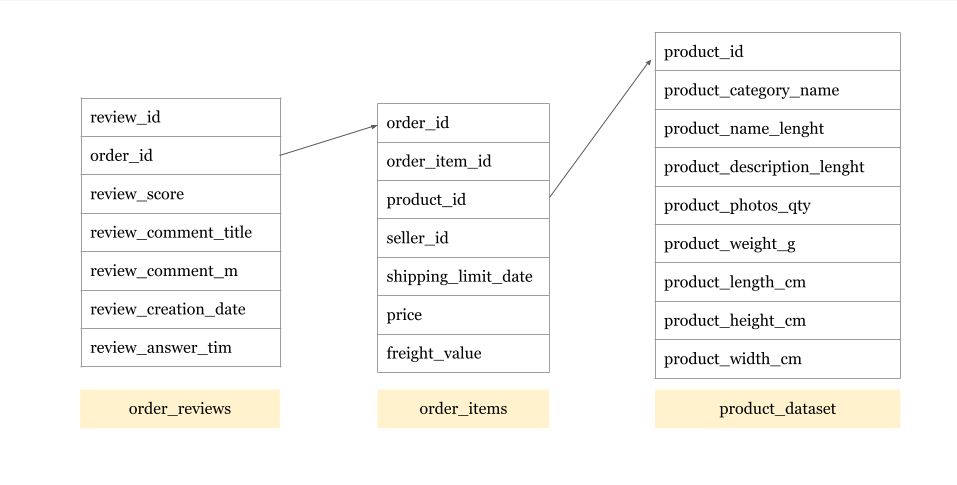 review_id
order_id
review_score
review_comment_title
review_comment_m
review_creation_date
review_answer_tim
order_reviews
order_id
order_item_id
product_id
seller_id
shipping_limit_date
price
freight_value
order_items
product_id
product_category_name
product_name_lenght
product_description_lenght
product_photos_qty
product_weight_g
product_length_cm
product_height_cm
product_width_cm
product_dataset